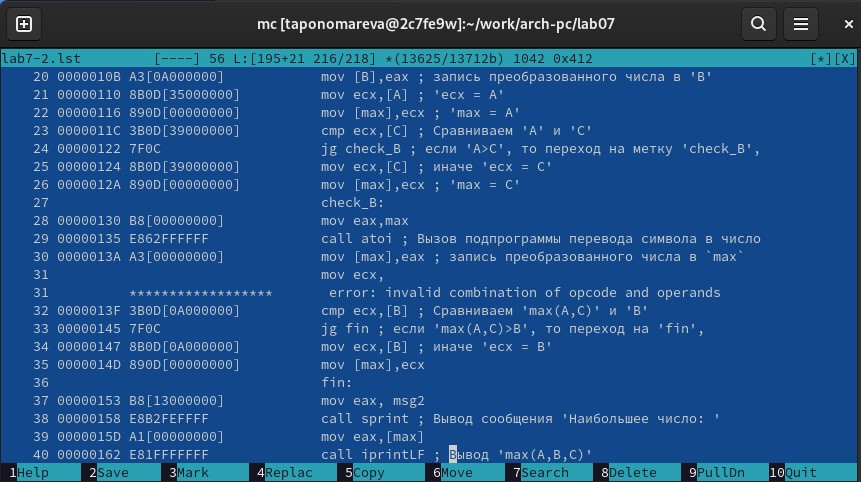 mc [taponomareva@2c7fe9w]:~/work/arch-pc/lab07
lab7-2.lst [----] 56 L:[195+21 216/218] *(13625/13712b) 1042 0x412 [*][X]
20 0000010B A3[0A000000] mov [B],eax ; запись преобразованного числа в 'B'
21 00000110 8B0D[35000000] mov ecx,[A] ; 'ecx = A'
22 00000116 890D[00000000] mov [max],ecx ; 'max = A'
23 0000011C 3B0D[39000000] cmp ecx,[C] ; Сравниваем 'A' и 'C'
24 00000122 7F0C jg check_B ; если 'A>C', то переход на метку 'check_B',
25 00000124 8B0D[39000000] mov ecx,[C] ; иначе 'ecx = C'
26 0000012A 890D[00000000] mov [max],ecx ; 'max = C'
27 check_B:
28 00000130 B8[00000000] mov eax,max
29 00000135 E862FFFFFF call atoi ; Вызов подпрограммы перевода символа в число
30 0000013A A3[00000000] mov [max],eax ; запись преобразованного числа в `max`
31 mov ecx,
31 ****************** error: invalid combination of opcode and operands
32 0000013F 3B0D[0A000000] cmp ecx,[B] ; Сравниваем 'max(A,C)' и 'B'
33 00000145 7F0C jg fin ; если 'max(A,C)>B', то переход на 'fin',
34 00000147 8B0D[0A000000] mov ecx,[B] ; иначе 'ecx = B'
35 0000014D 890D[00000000] mov [max],ecx
36 fin:
37 00000153 B8[13000000] mov eax, msg2
38 00000158 E8B2FEFFFF call sprint ; Вывод сообщения 'Наибольшее число: '
39 0000015D A1[00000000] mov eax,[max]
40 00000162 E81FFFFFFF call iprintLF ; Вывод 'max(A,B,C)'
1Help 2Save 3Mark 4Replac 5Copy 6Move 7Search 8Delete 9PullDn 10Quit